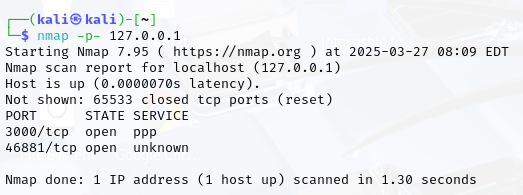 ┌──(kali㉿kali)-[~]
└─$ nmap -p- 127.0.0.1
Starting Nmap 7.95 ( https://nmap.org ) at 2025-03-27 08:09 EDT
Nmap scan report for localhost (127.0.0.1)
Host is up (0.0000070s latency).
Not shown: 65533 closed tcp ports (reset)
PORT      STATE SERVICE
3000/tcp  open  ppp
46881/tcp open  unknown
Nmap done: 1 IP address (1 host up) scanned in 1.30 seconds